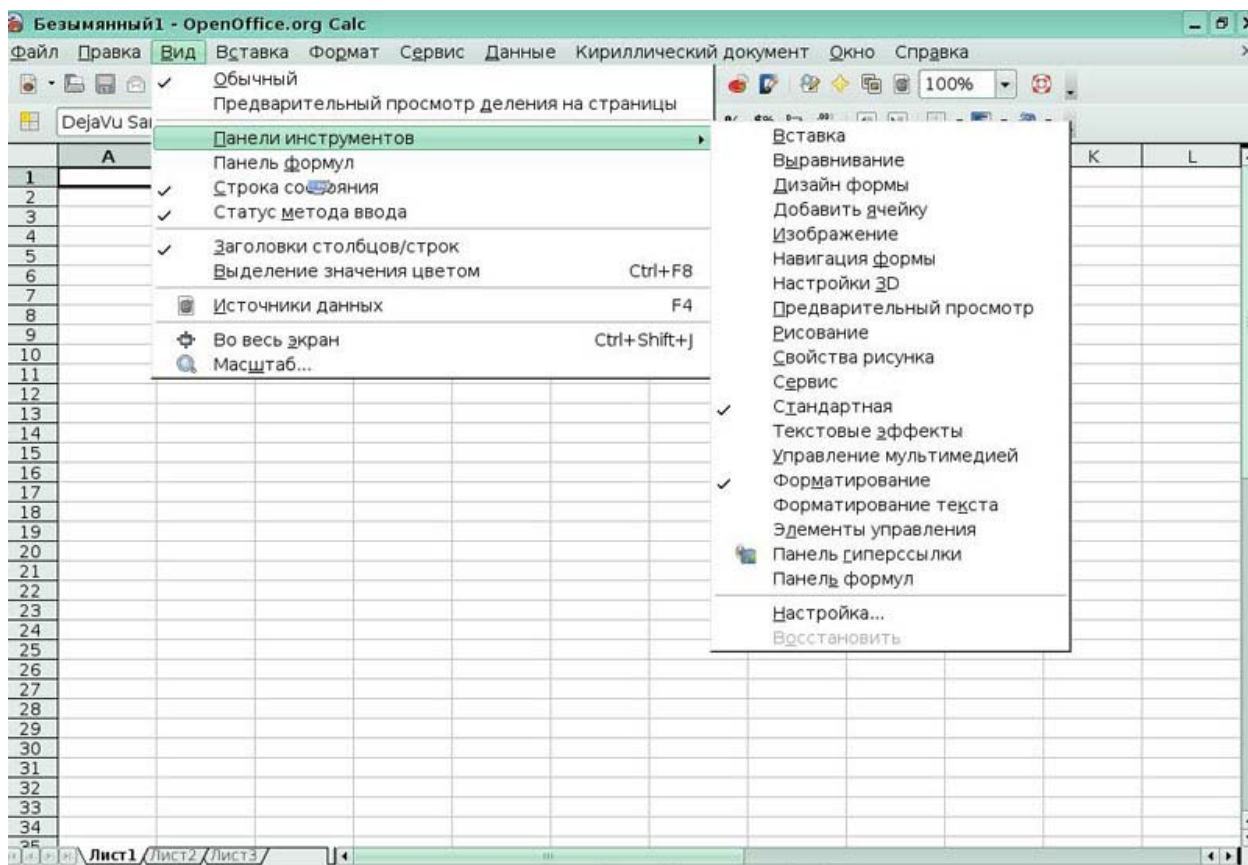 Безымянный1 - OpenOffice.org Calc
Файл Правка Вид Вставка Формат Сервис Данные Кириллический документ Окно Справка
100%
DejaVu Sa
Обычный
Предварительный просмотр деления на страницы
Панели инструментов
Панель формул
Строка состояния
Статус метода ввода
Заголовки столбцов/строк
Выделение значения цветом Ctrl+F8
Источники данных F4
Во весь экран Ctrl+Shift+J
Масштаб...
Вставка
Выравнивание
Дизайн формы
Добавить ячейку
Изображение
Навигация формы
Настройки 3D
Предварительный просмотр
Рисование
Свойства рисунка
Сервис
Стандартная
Текстовые эффекты
Управление мультимедией
Форматирование
Форматирование текста
Элементы управления
Панель гиперссылки
Панель формул
Настройка...
Восстановить
A K L
1
2
3
4
5
6
7
8
9
10
11
12
13
14
15
16
17
18
19
20
21
22
23
24
25
26
27
28
29
30
31
32
33
34
35
Лист1 Лист2 Лист3